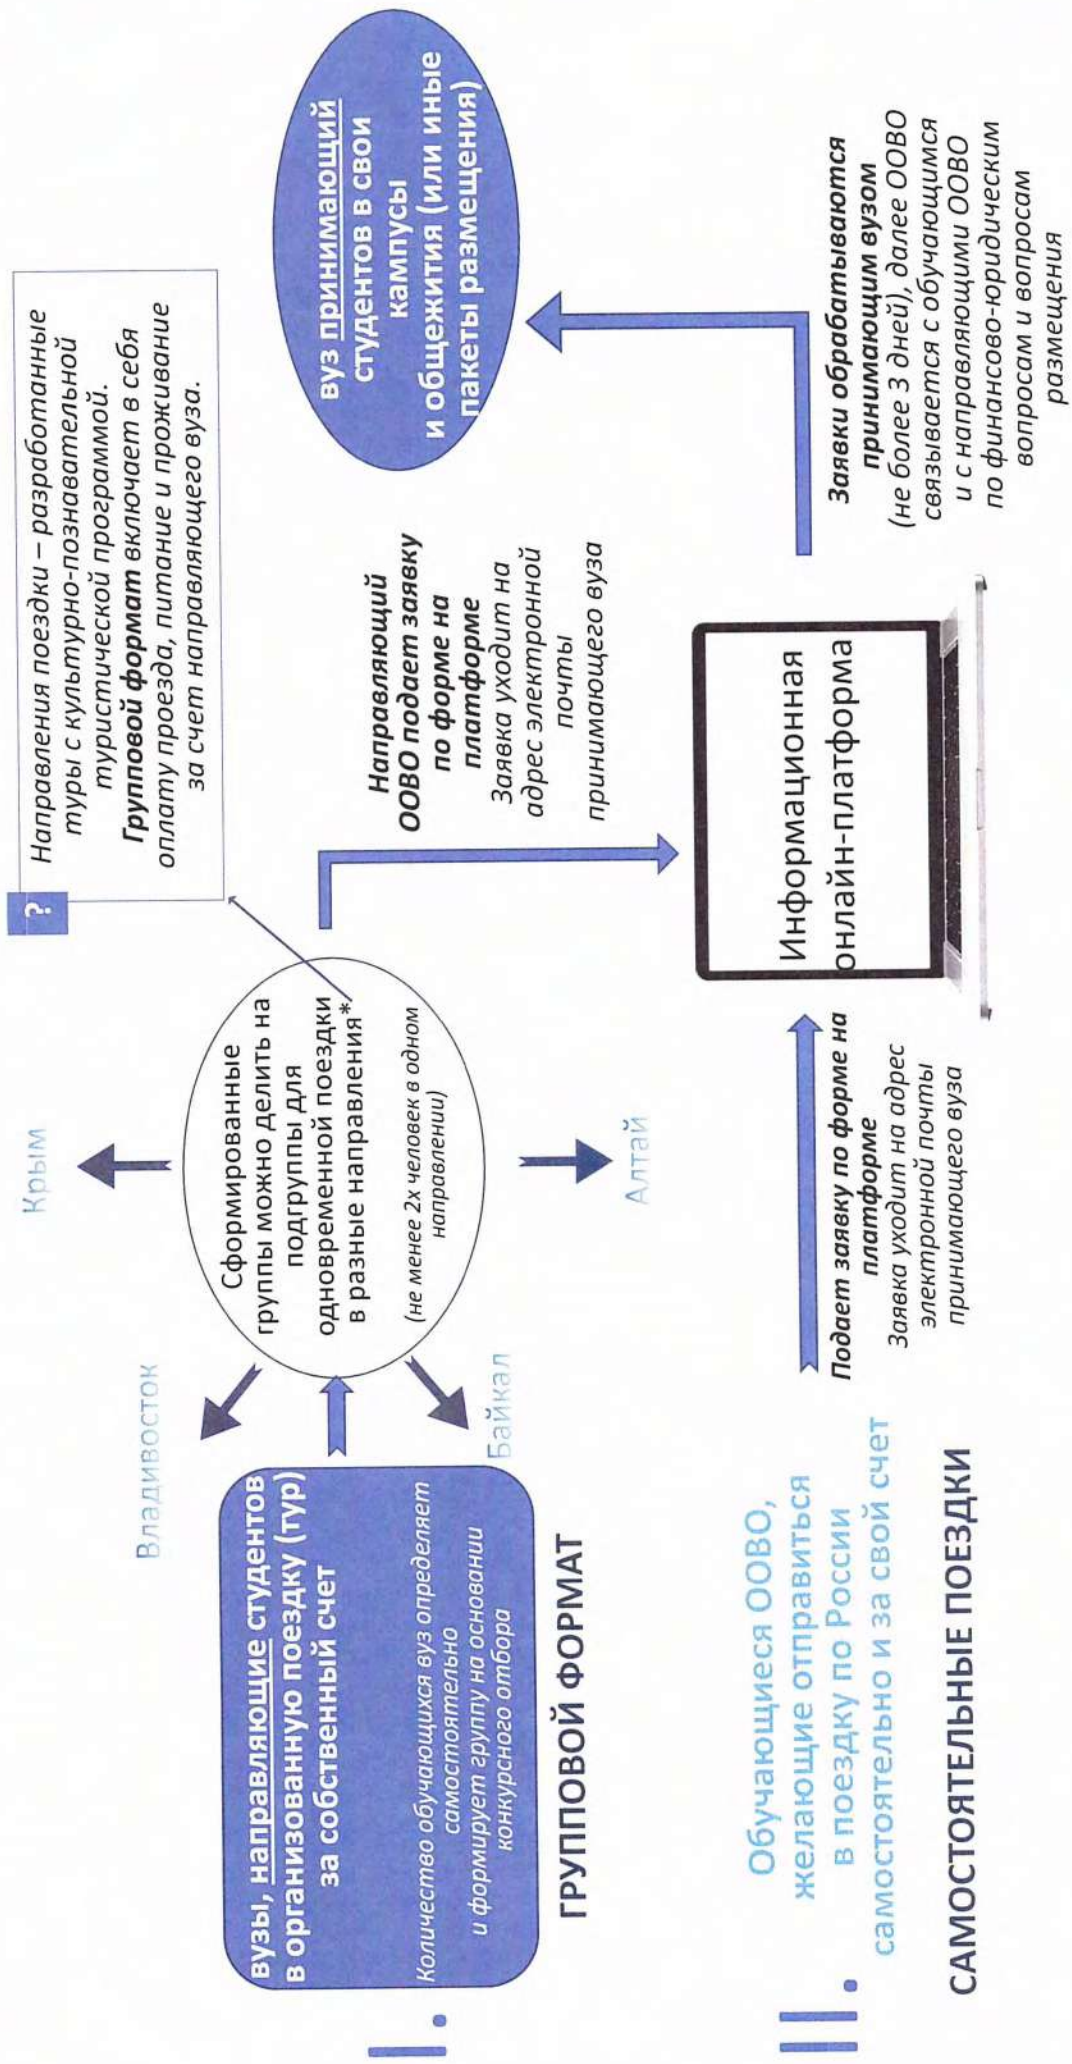 I.
вузы, направляющие студентов
в организованную поездку (тур)
за собственный счет
Количество обучающихся вуз определяет
самостоятельно
и формирует группу на основании
конкурсного отбора
ГРУППОВОЙ ФОРМАТ
Владивосток
Крым
Байкал
Алтай
Сформированные
группы можно делить на
подгруппы для
одновременной поездки
в разные направления*
(не менее 2х человек в одном
направлении)
?
Направления поездки – разработанные
туры с культурно-познавательной
туристической программой.
Групповой формат включает в себя
оплату проезда, питание и проживание
за счет направляющего вуза.
Направляющий
ООВО подает заявку
по форме на
платформе
Заявка уходит на
адрес электронной
почты
принимающего вуза
вуз принимающий
студентов в свои
кампусы
и общежития (или иные
пакеты размещения)
II.
Обучающиеся ООВО,
желающие отправиться
в поездку по России
самостоятельно и за свой счет
САМОСТОЯТЕЛЬНЫЕ ПОЕЗДКИ
Подает заявку по форме на
платформе
Заявка уходит на адрес
электронной почты
принимающего вуза
Информационная
онлайн-платформа
Заявки обрабатываются
принимающим вузом
(не более 3 дней), далее ООВО
связывается с обучающимся
и с направляющими ООВО
по финансово-юридическим
вопросам и вопросам
размещения